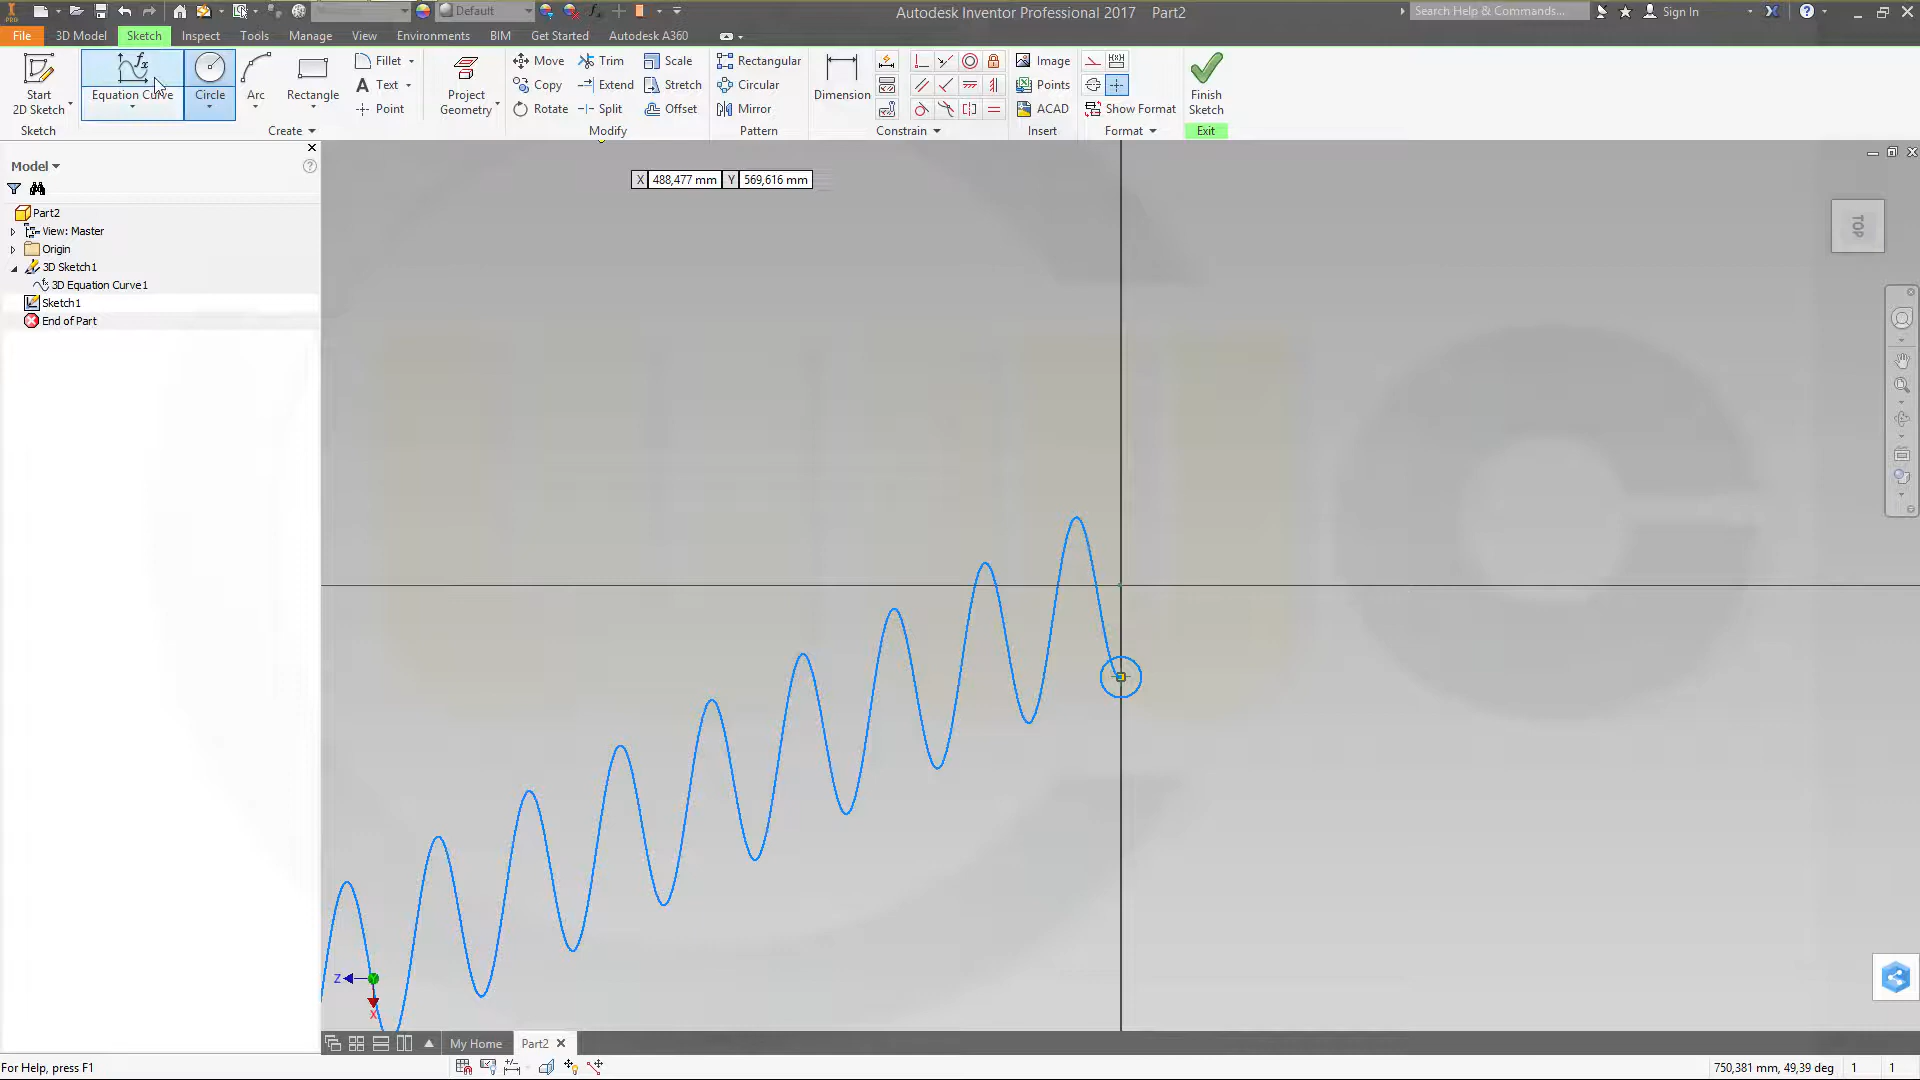 Default
Autodesk Inventor Professional 2017 Part2
Search Help & Commands...
Sign In
File
3D Model
Sketch
Inspect
Tools
Manage
View
Environments
BIM
Get Started
Autodesk A360
Start
2D Sketch
Equation Curve
Circle
Arc
Rectangle
Fillet
Text
Point
Project
Geometry
Move
Copy
Rotate
Trim
Extend
Split
Scale
Stretch
Offset
Rectangular
Circular
Mirror
Dimension
Image
Points
ACAD
Show Format
Finish
Sketch
Sketch
Create
Modify
Pattern
Constrain
Insert
Format
Exit
Model
Part2
View: Master
Origin
3D Sketch1
3D Equation Curve1
Sketch1
End of Part
X 488,477 mm Y 569,616 mm
TOP
Z
X
My Home
Part2
For Help, press F1
750,381 mm, 49,39 deg 1 1